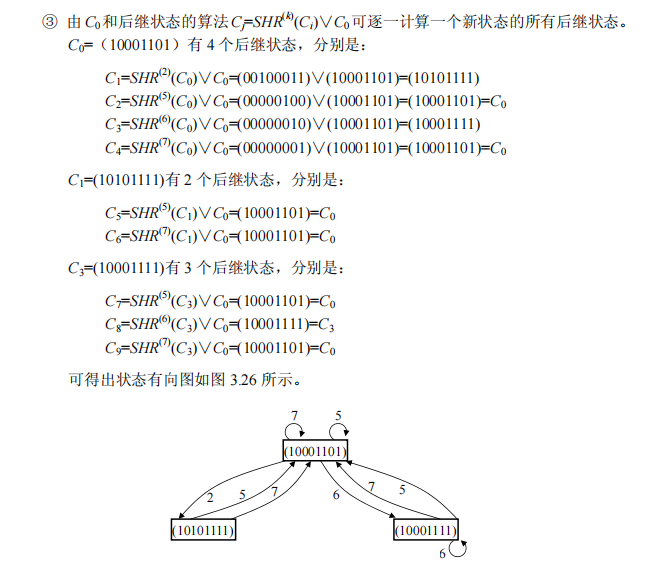 ③ 由 C₀和后继状态的算法 Cⱼ=SHR⁽ᵏ⁾(Cᵢ)∨C₀可逐一计算一个新状态的所有后继状态。
C₀=（10001101）有 4 个后继状态，分别是：
C₁=SHR⁽²⁾(C₀)∨C₀=(00100011)∨(10001101)=(10101111)
C₂=SHR⁽⁵⁾(C₀)∨C₀=(00000100)∨(10001101)=(10001101)=C₀
C₃=SHR⁽⁶⁾(C₀)∨C₀=(00000010)∨(10001101)=(10001111)
C₄=SHR⁽⁷⁾(C₀)∨C₀=(00000001)∨(10001101)=(10001101)=C₀
C₁=(10101111)有 2 个后继状态，分别是：
C₅=SHR⁽⁵⁾(C₁)∨C₀=(10001101)=C₀
C₆=SHR⁽⁷⁾(C₁)∨C₀=(10001101)=C₀
C₃=(10001111)有 3 个后继状态，分别是：
C₇=SHR⁽⁵⁾(C₃)∨C₀=(10001101)=C₀
C₈=SHR⁽⁶⁾(C₃)∨C₀=(10001111)=C₃
C₉=SHR⁽⁷⁾(C₃)∨C₀=(10001101)=C₀
可得出状态有向图如图 3.26 所示。
7 5
(10001101)
2 5 7 6 7 5
(10101111) (10001111)
6